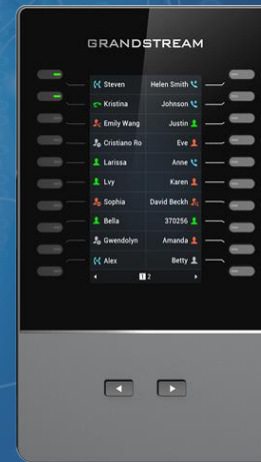 GRANDSTREAM
Steven Helen Smith
Kristina Johnson
Emily Wang Justin
Cristiano Ro Eve
Larissa Anne
Lvy Karen
Sophia David Beckh
Bella 370256
Gwendolyn Amanda
Alex Betty
1 2